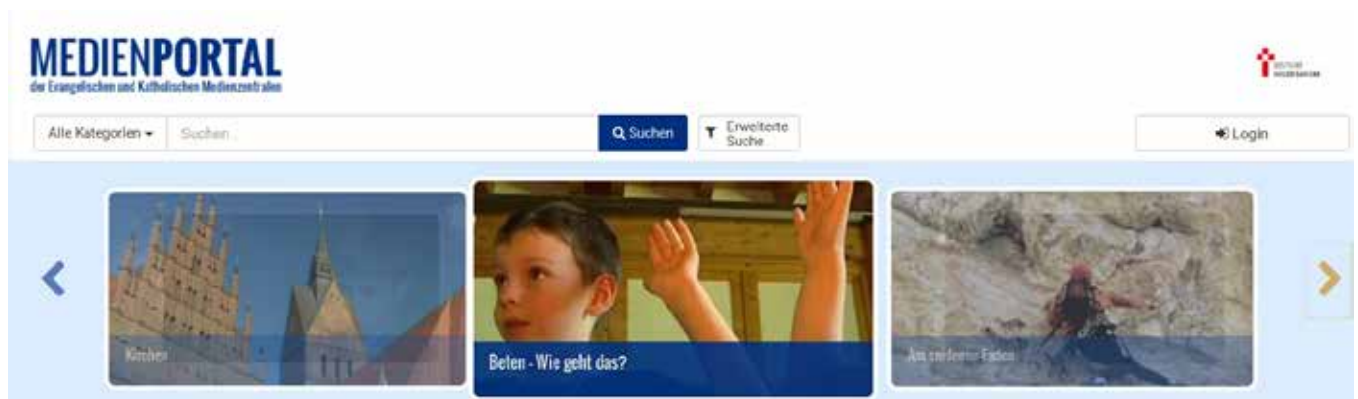 MEDIENPORTAL
der Evangelischen und Katholischen Medienzentralen
Alle Kategorien
Suchen
Suchen
Erweiterte
Suche
Login
Kirchen
Beten - Wie geht das?
Am seidenen Faden